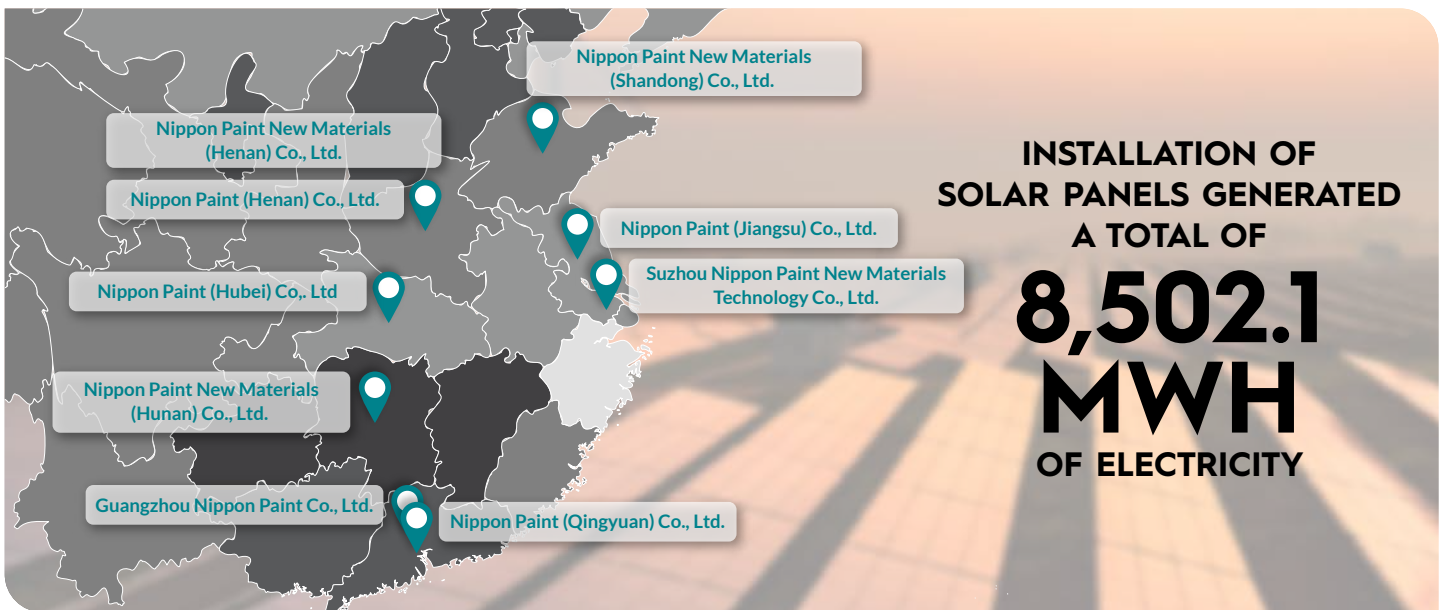 Nippon Paint New Materials
(Shandong) Co., Ltd.
Nippon Paint New Materials
(Henan) Co., Ltd.
Nippon Paint (Henan) Co., Ltd.
Nippon Paint (Jiangsu) Co., Ltd.
Suzhou Nippon Paint New Materials
Technology Co., Ltd.
Nippon Paint (Hubei) Co,. Ltd
Nippon Paint New Materials
(Hunan) Co., Ltd.
Guangzhou Nippon Paint Co., Ltd.
Nippon Paint (Qingyuan) Co., Ltd.
INSTALLATION OF
SOLAR PANELS GENERATED
A TOTAL OF
8,502.1
MWH
OF ELECTRICITY